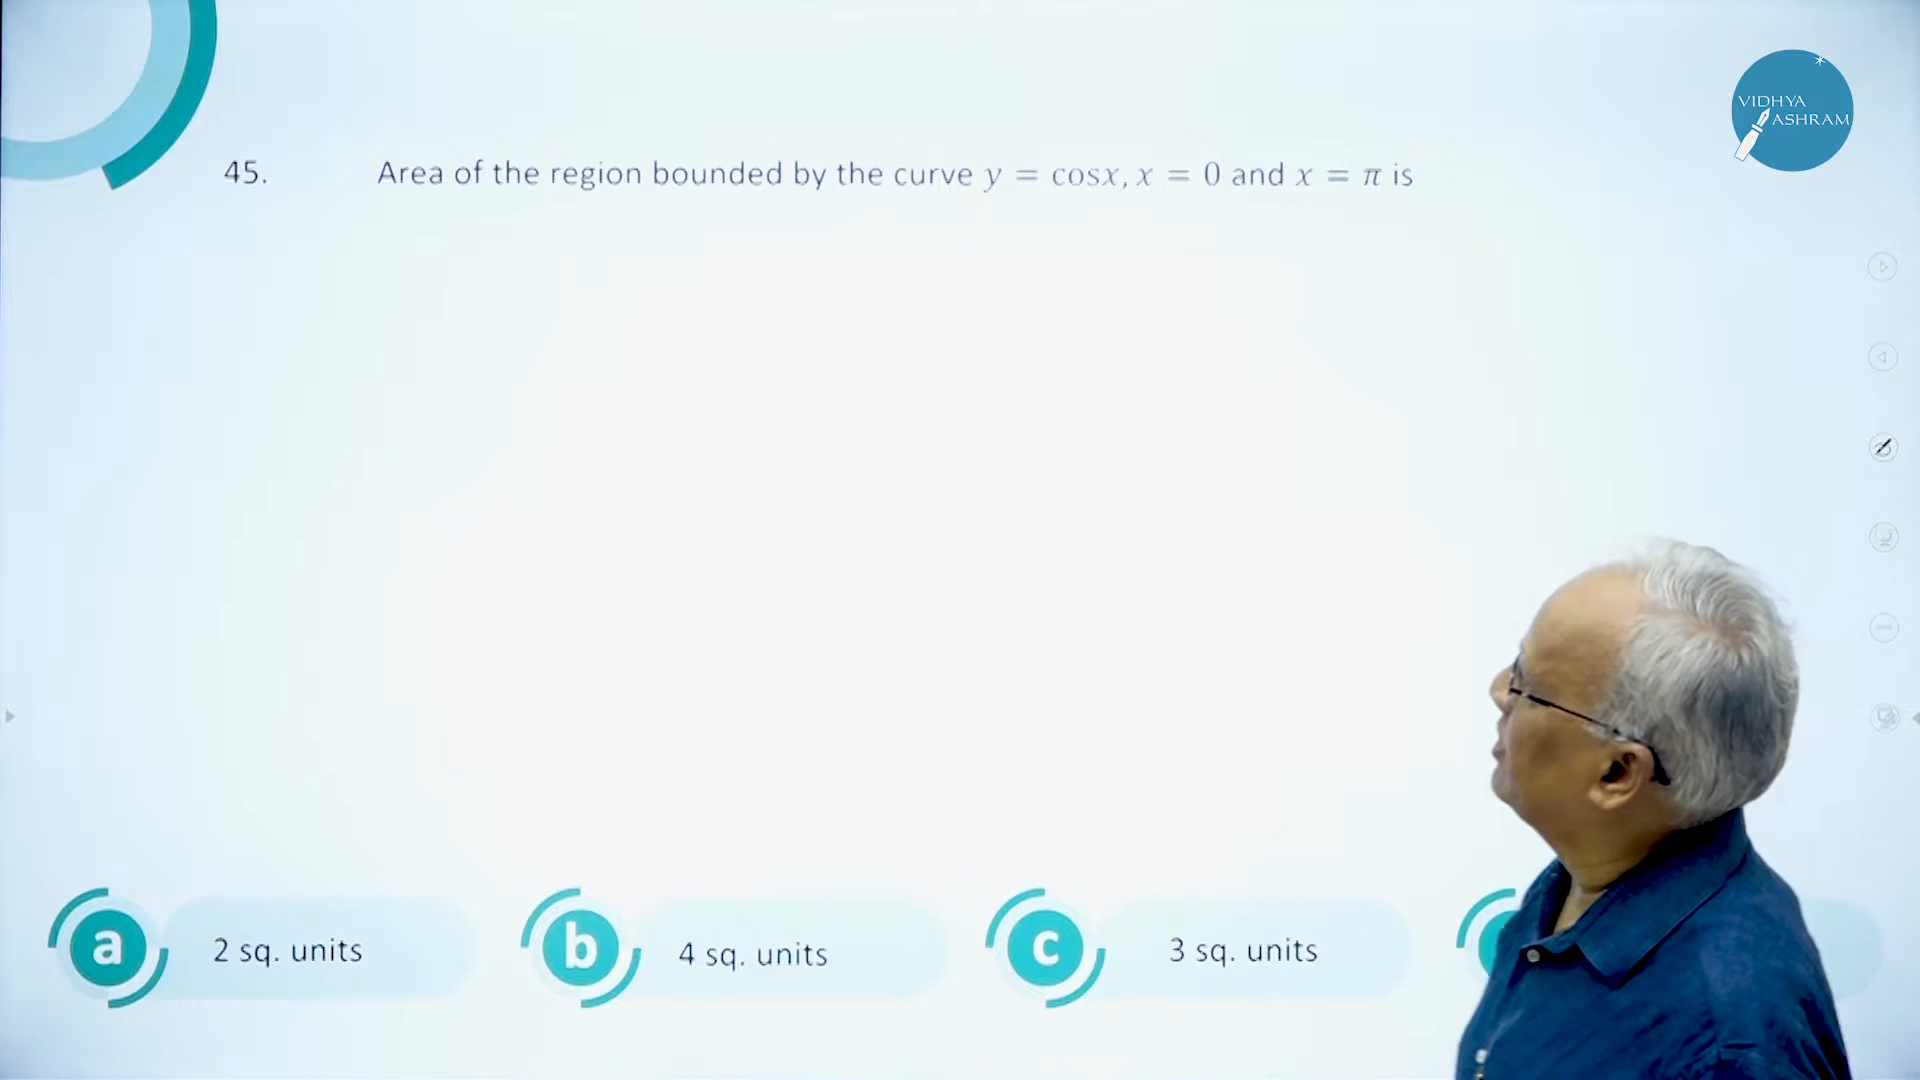 VIDHYA
ASHRAM
45. Area of the region bounded by the curve y = cosx, x = 0 and x = π is
a 2 sq. units
b 4 sq. units
c 3 sq. units